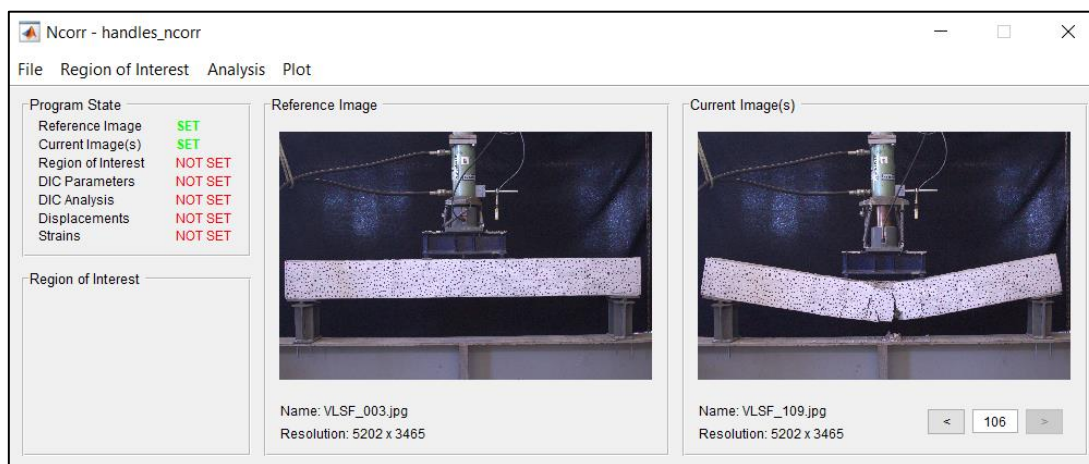 Ncorr - handles_ncorr
File Region of Interest Analysis Plot
Program State
Reference Image SET
Current Image(s) SET
Region of Interest NOT SET
DIC Parameters NOT SET
DIC Analysis NOT SET
Displacements NOT SET
Strains NOT SET
Region of Interest
Reference Image
Name: VLSF_003.jpg
Resolution: 5202 x 3465
Current Image(s)
Name: VLSF_109.jpg
Resolution: 5202 x 3465
< 106 >